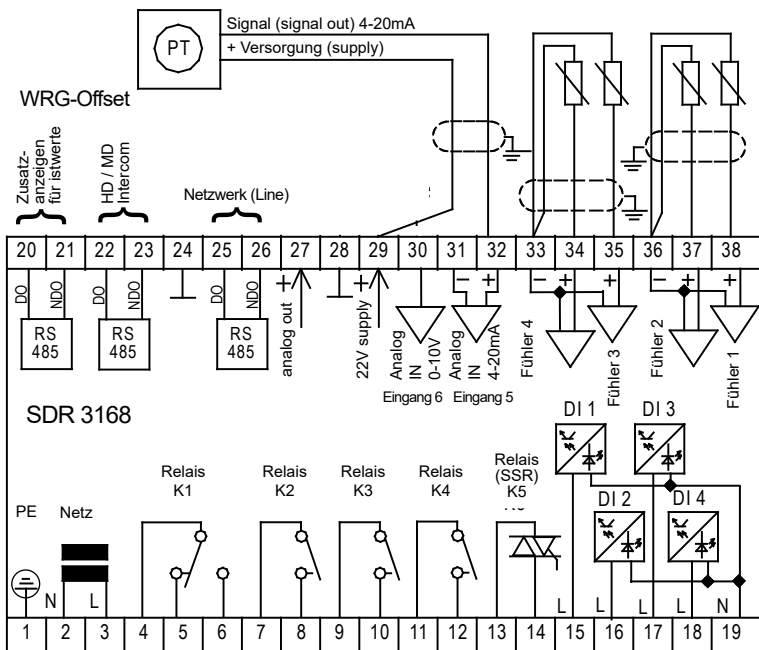 Signal (signal out) 4-20mA
PT
+ Versorgung (supply)
WRG-Offset
Zusatz-
anzeigen
für istwerte
HD / MD
Intercom
Netzwerk (Line)
20 21 22 23 24 25 26 27 28 29 30 31 32 33 34 35 36 37 38
DO NDO DO NDO DO NDO + + − + − + + − + +
RS
485
RS
485
RS
485
analog out
22V supply
Analog
IN
0-10V
Eingang 6
Analog
IN
4-20mA
Eingang 5
Fühler 4
Fühler 3
Fühler 2
Fühler 1
SDR 3168
DI 1
DI 3
DI 2
DI 4
Relais
K1
Relais
K2
Relais
K3
Relais
K4
Relais
(SSR)
K5
PE
Netz
N L L L L L N
1 2 3 4 5 6 7 8 9 10 11 12 13 14 15 16 17 18 19